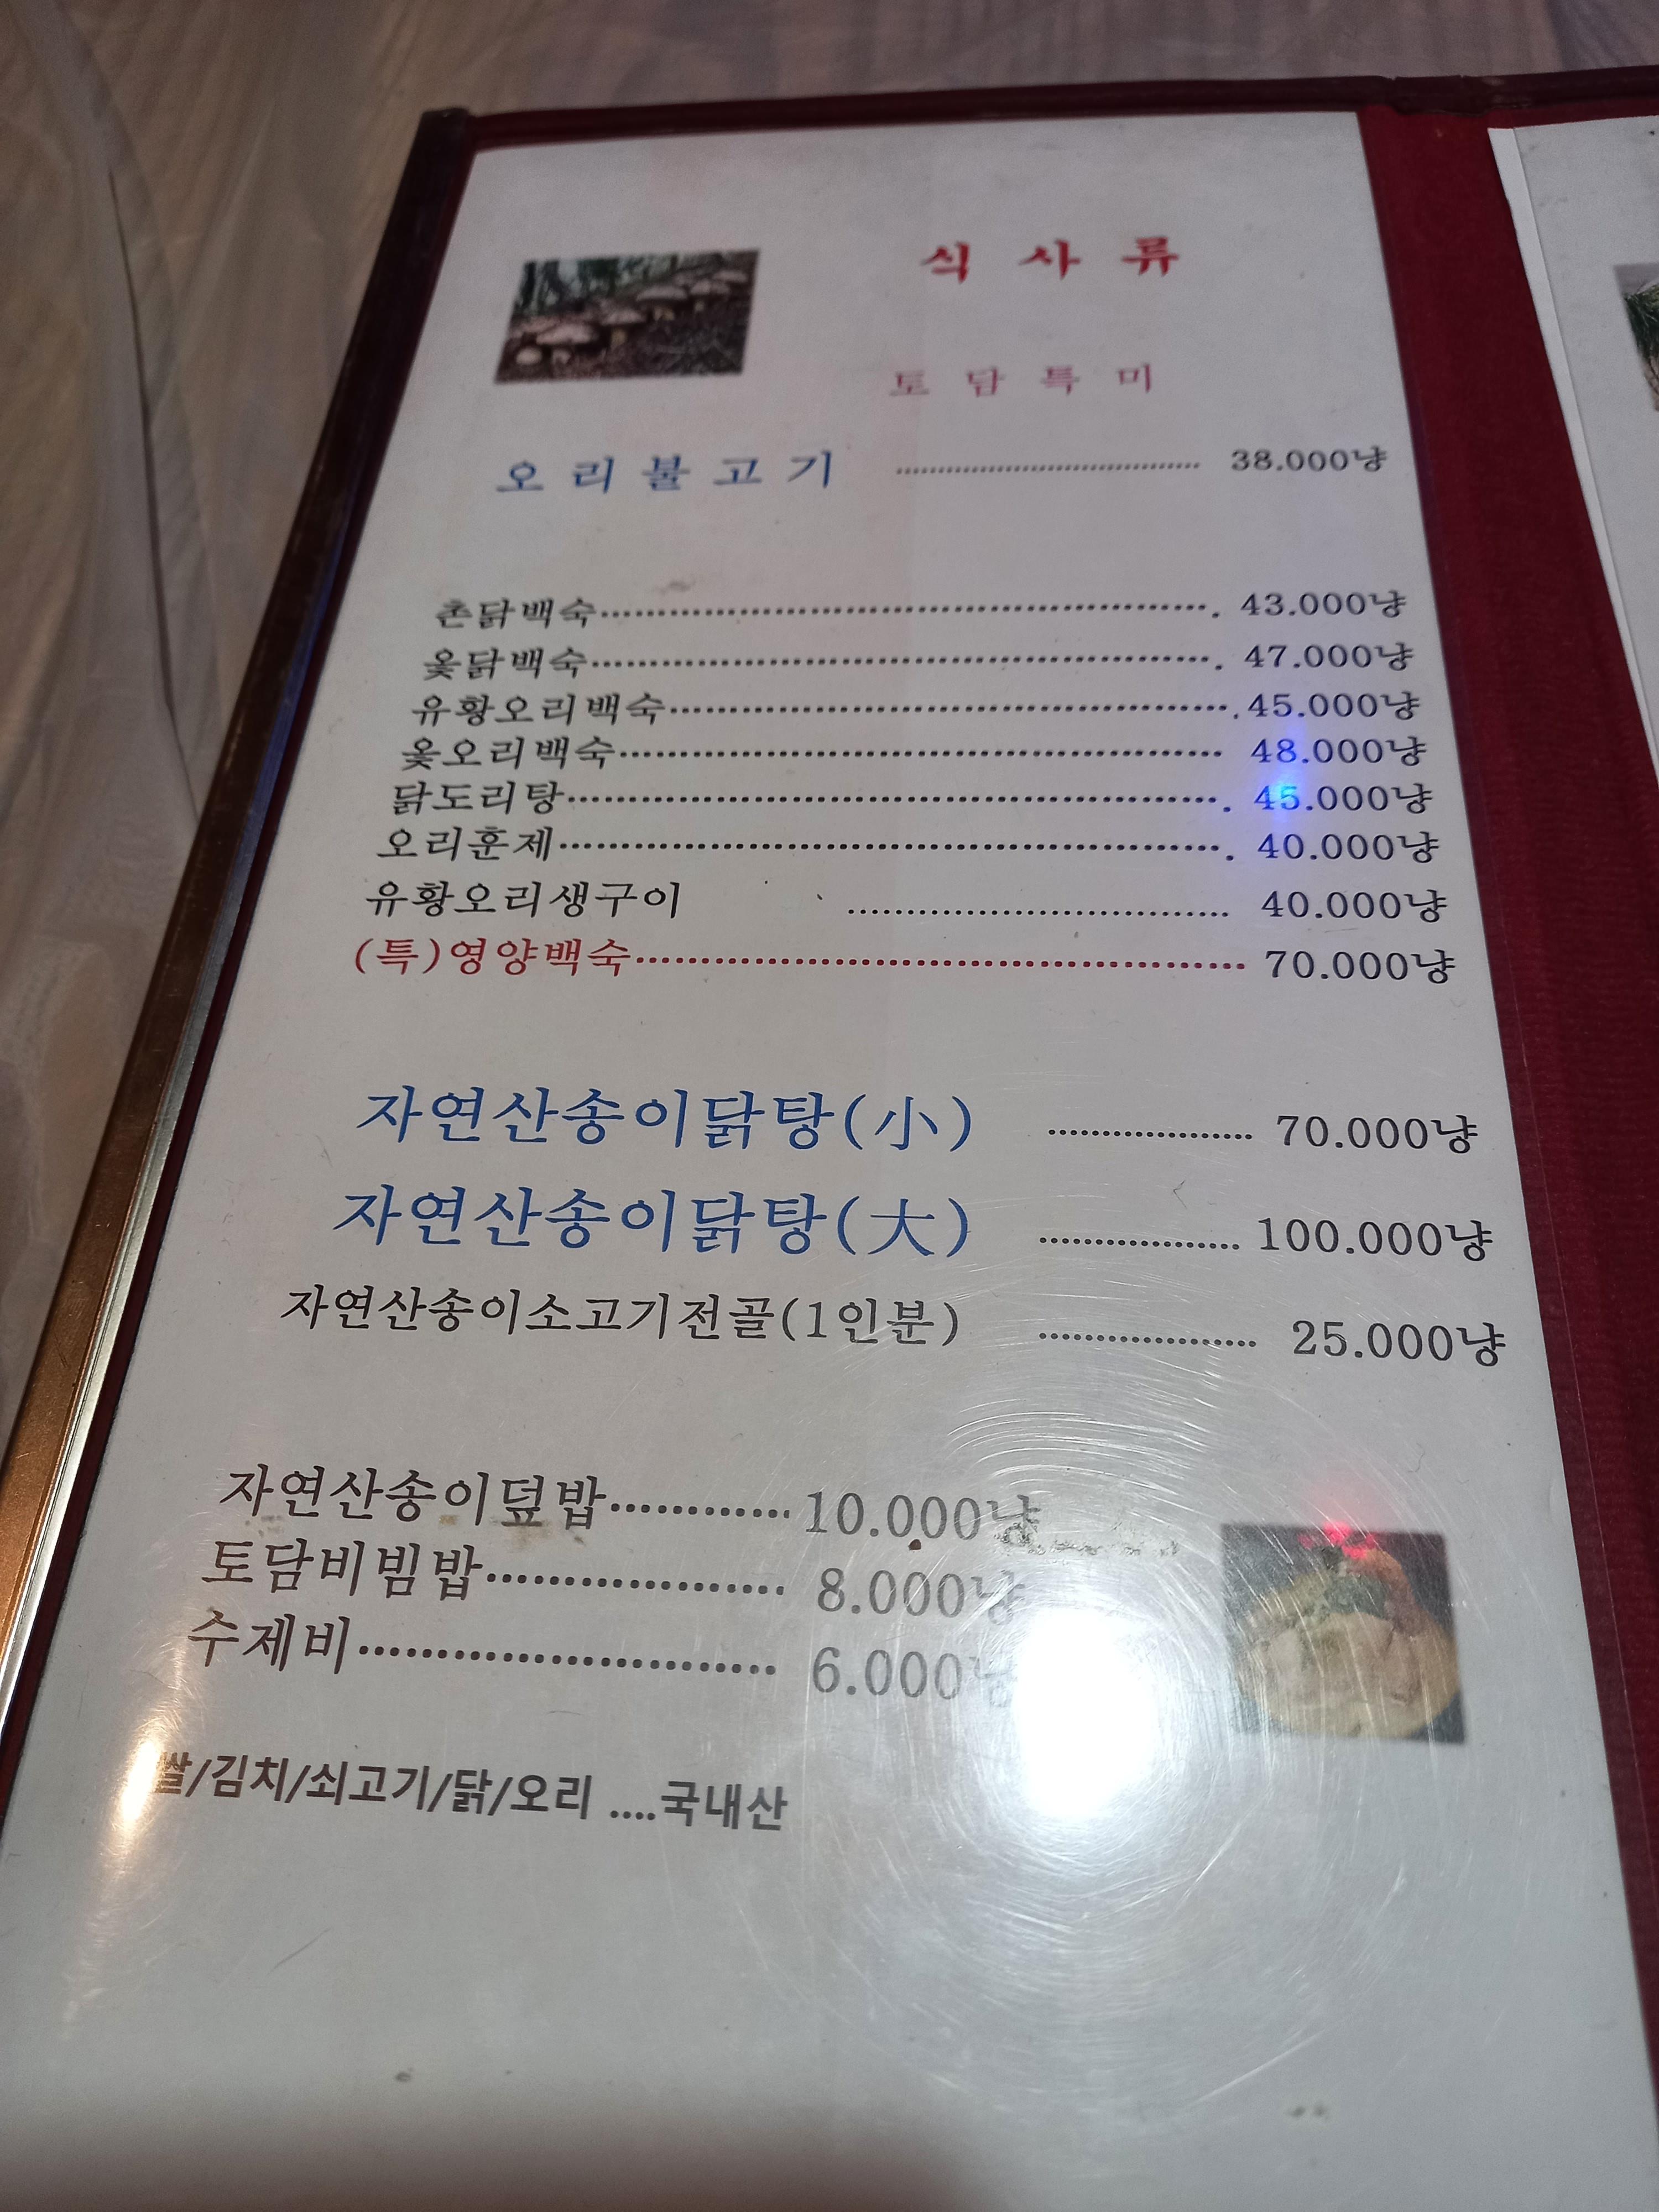 식 사 류
토 담 특 미
오 리 불 고 기 ................................... 38.000냥
촌닭백숙.................................................. 43.000냥
옻닭백숙.................................................. 47.000냥
유황오리백숙.................................................45.000냥
옻오리백숙............................................... 48.000냥
닭도리탕.................................................. 45.000냥
오리훈제.................................................. 40.000냥
유황오리생구이 ................................... 40.000냥
(특)영양백숙............................................. 70.000냥
자연산송이닭탕(小) .................... 70.000냥
자연산송이닭탕(大) .................... 100.000냥
자연산송이소고기전골(1인분) ..................... 25.000냥
자연산송이덮밥............ 10.000냥
토담비빔밥.................... 8.000냥
수제비........................... 6.000냥
쌀/김치/쇠고기/닭/오리 ....국내산